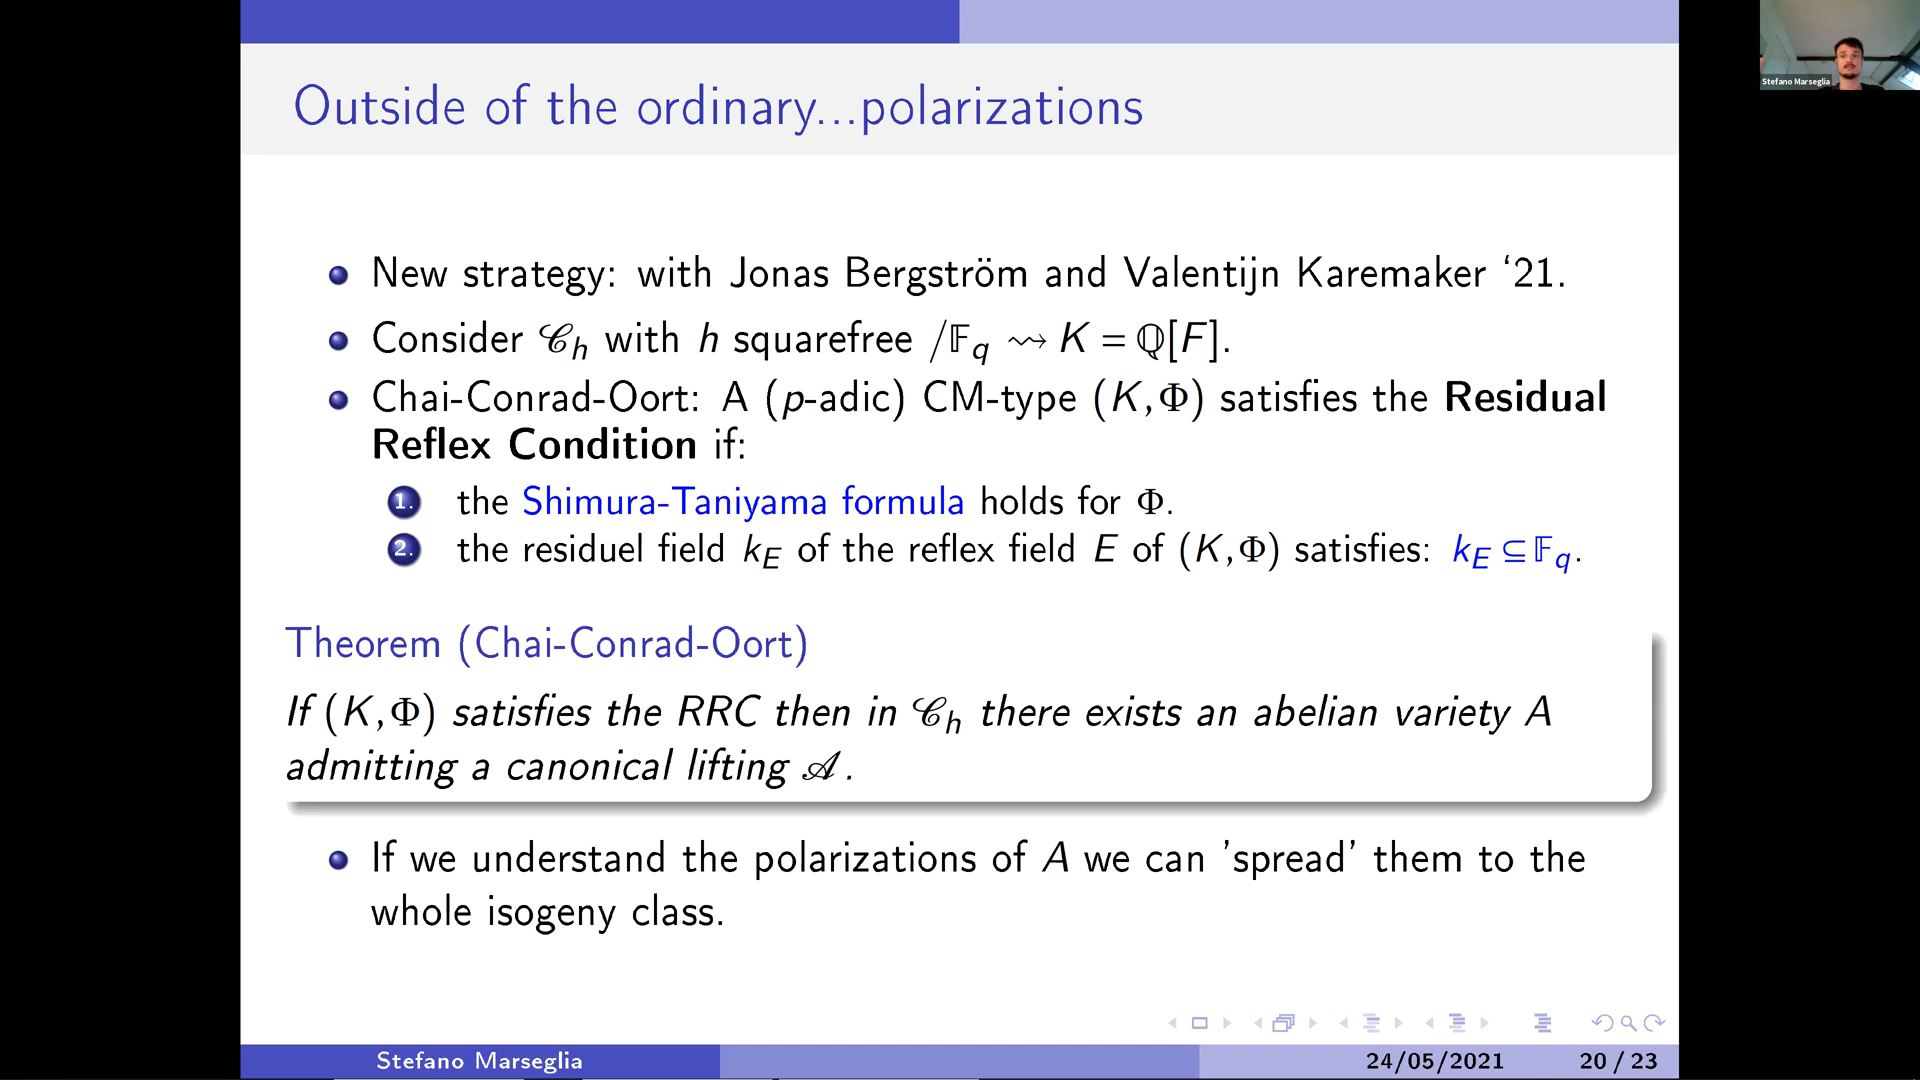 Outside of the ordinary...polarizations
Stefano Marseglia
New strategy: with Jonas Bergström and Valentijn Karemaker ‘21.
Consider 𝒞_h with h squarefree /𝔽_q ⇝ K = ℚ[F].
Chai-Conrad-Oort: A (p-adic) CM-type (K,Φ) satisfies the Residual
Reflex Condition if:
1. the Shimura-Taniyama formula holds for Φ.
2. the residuel field k_E of the reflex field E of (K,Φ) satisfies: k_E ⊆ 𝔽_q.
Theorem (Chai-Conrad-Oort)
If (K,Φ) satisfies the RRC then in 𝒞_h there exists an abelian variety A
admitting a canonical lifting 𝒜.
If we understand the polarizations of A we can 'spread' them to the
whole isogeny class.
Stefano Marseglia 24/05/2021 20 / 23